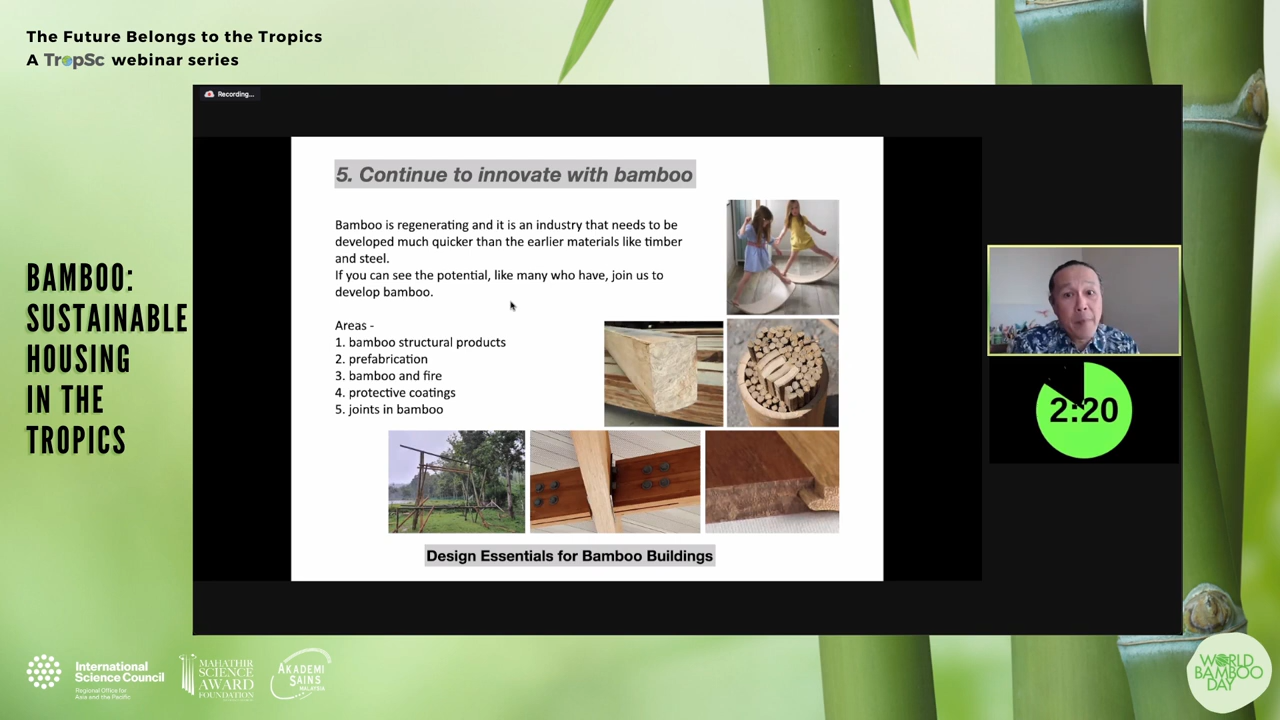 The Future Belongs to the Tropics
A TropSc webinar series
Recording...
BAMBOO:
SUSTAINABLE
HOUSING
IN THE
TROPICS
5. Continue to innovate with bamboo
Bamboo is regenerating and it is an industry that needs to be
developed much quicker than the earlier materials like timber
and steel.
If you can see the potential, like many who have, join us to
develop bamboo.
Areas -
1. bamboo structural products
2. prefabrication
3. bamboo and fire
4. protective coatings
5. joints in bamboo
Design Essentials for Bamboo Buildings
2:20
International
Science Council
Regional Office for
Asia and the Pacific
MAHATHIR
SCIENCE
AWARD
FOUNDATION
AKADEMI
SAINS
MALAYSIA
WORLD
BAMBOO
DAY